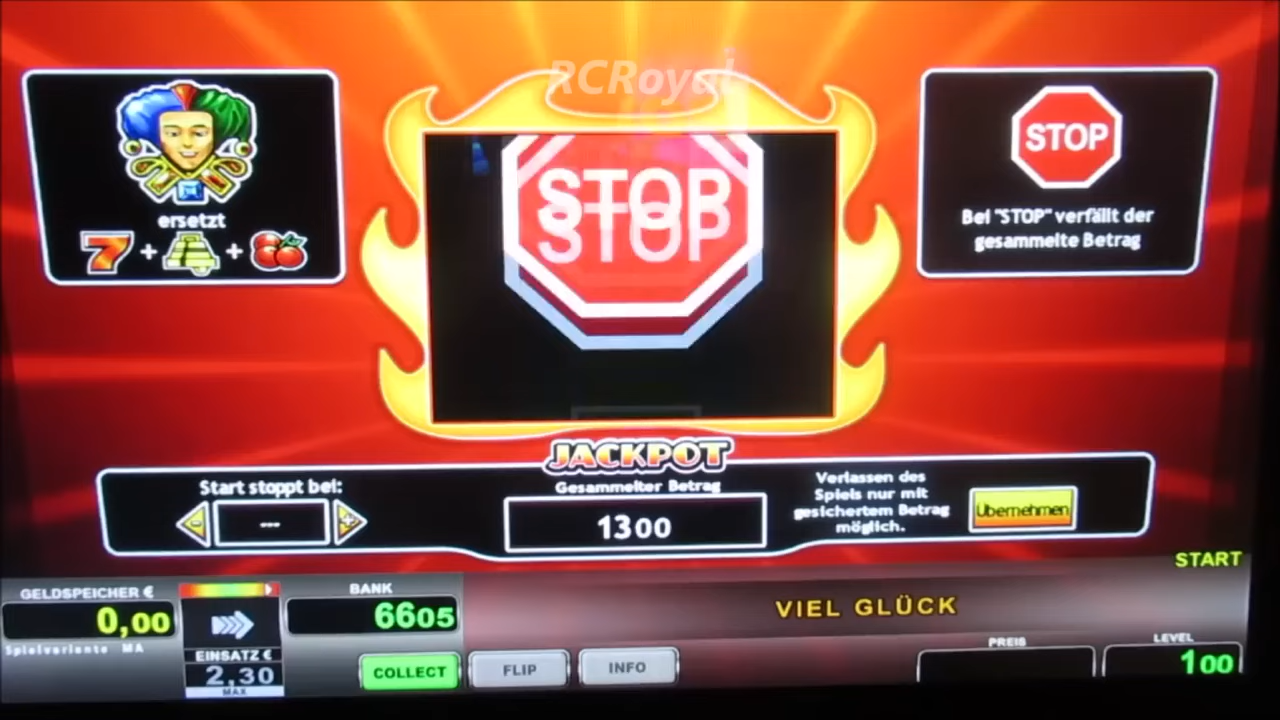 RCRoyal
ersetzt
7 + +
STOP
STOP
STOP
Bei "STOP" verfällt der
gesammelte Betrag
JACKPOT
Start stoppt bei:
- --- +
Gesammelter Betrag
1300
Verlassen des
Spiels nur mit
gesichertem Betrag
möglich.
Übernehmen
START
GELDSPEICHER €
0,00
Spielvariante MA
EINSATZ €
2,30
MAX
BANK
6605
VIEL GLÜCK
COLLECT
FLIP
INFO
PREIS
LEVEL
100